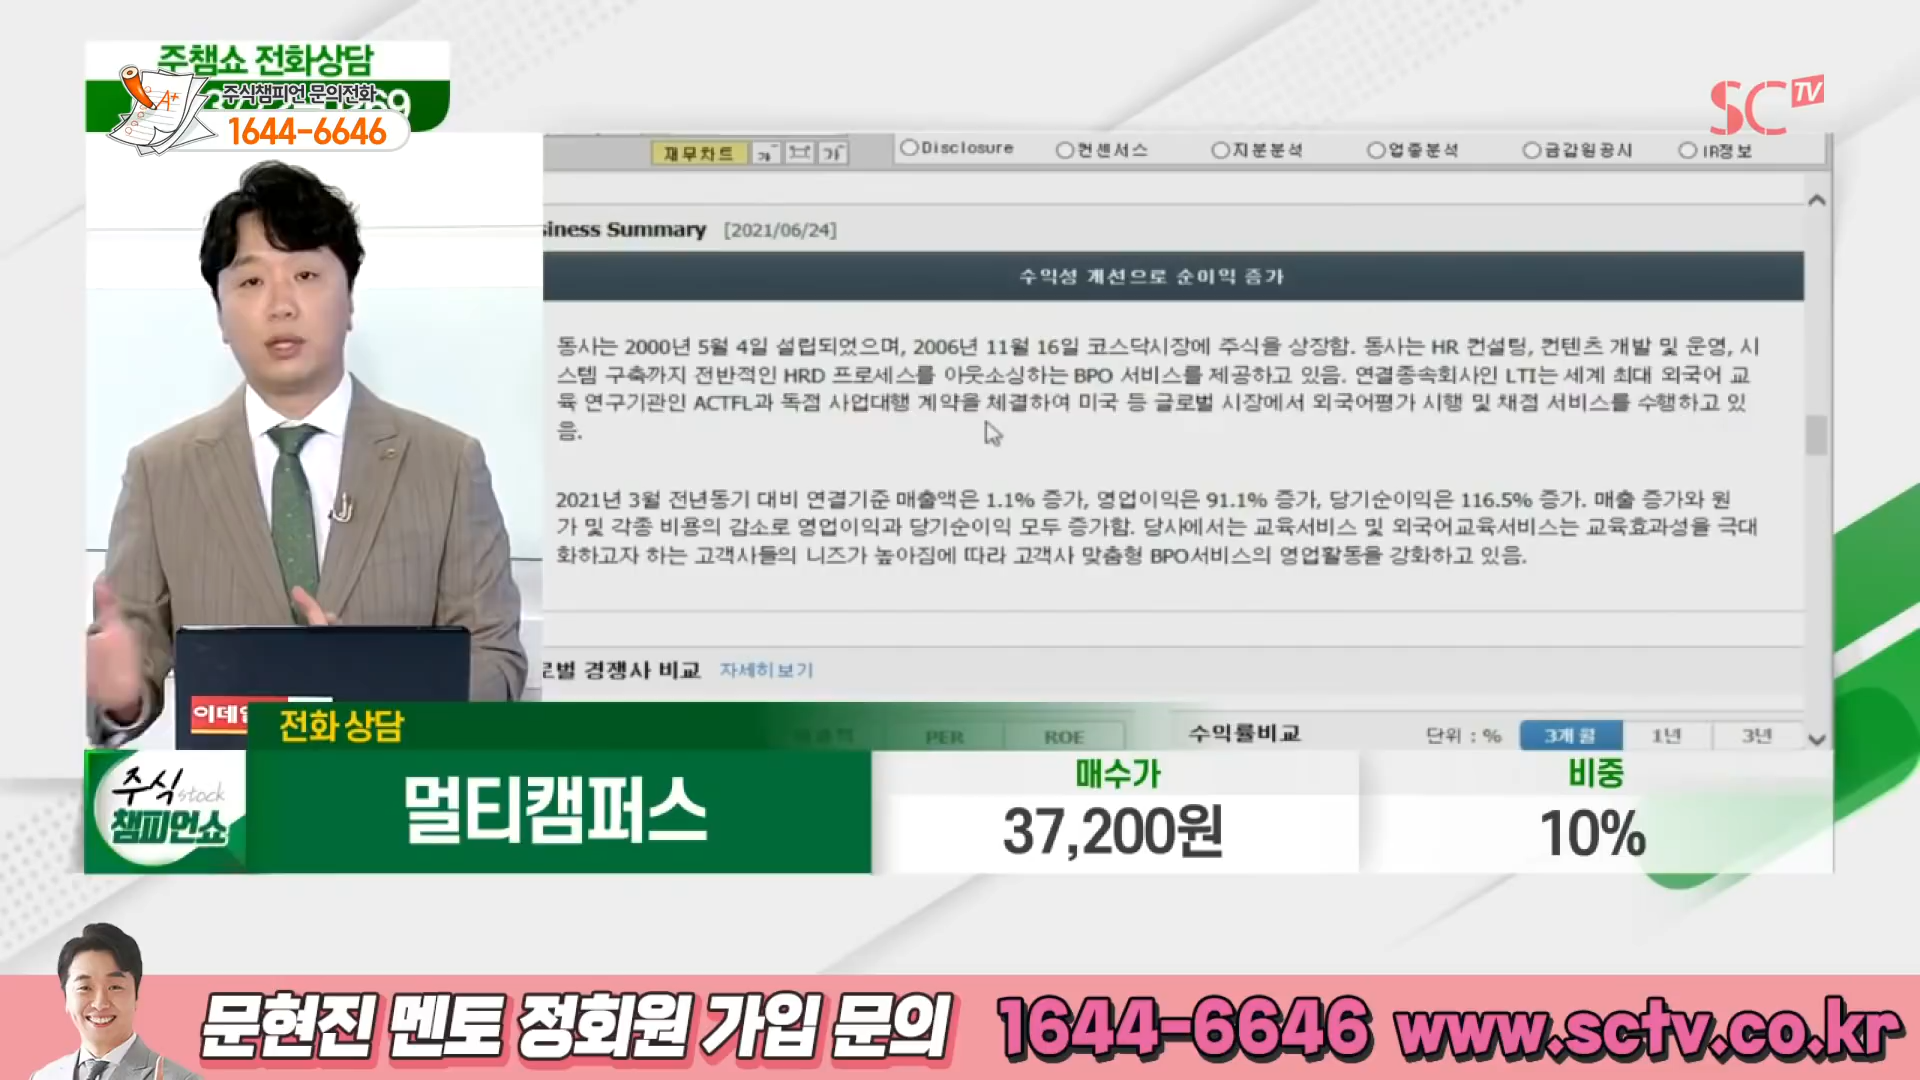 주챔쇼 전화상담
주식챔피언 문의전화
1644-6646
A+
SC TV
재무차트
Disclosure 컨센서스 지분분석 업종분석 금감원공시 IR정보
iness Summary [2021/06/24]
수익성 개선으로 순이익 증가
동사는 2000년 5월 4일 설립되었으며, 2006년 11월 16일 코스닥시장에 주식을 상장함. 동사는 HR 컨설팅, 컨텐츠 개발 및 운영, 시
스템 구축까지 전반적인 HRD 프로세스를 아웃소싱하는 BPO 서비스를 제공하고 있음. 연결종속회사인 LTI는 세계 최대 외국어 교
육 연구기관인 ACTFL과 독점 사업대행 계약을 체결하여 미국 등 글로벌 시장에서 외국어평가 시행 및 채점 서비스를 수행하고 있
음.
2021년 3월 전년동기 대비 연결기준 매출액은 1.1% 증가, 영업이익은 91.1% 증가, 당기순이익은 116.5% 증가. 매출 증가와 원
가 및 각종 비용의 감소로 영업이익과 당기순이익 모두 증가함. 당사에서는 교육서비스 및 외국어교육서비스는 교육효과성을 극대
화하고자 하는 고객사들의 니즈가 높아짐에 따라 고객사 맞춤형 BPO서비스의 영업활동을 강화하고 있음.
로벌 경쟁사 비교 자세히보기
이데일
전화 상담
PER ROE
수익률비교 단위 : % 3개월 1년 3년
주식 stock
챔피언쇼
멀티캠퍼스
매수가
37,200원
비중
10%
문현진 멘토 정회원 가입 문의 1644-6646 www.sctv.co.kr